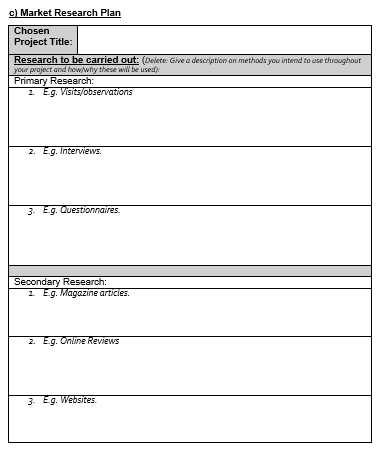 c) Market Research Plan
Chosen
Project Title:
Research to be carried out: (Delete: Give a description on methods you intend to use throughout
your project and how/why these will be used):
Primary Research:
1. E.g. Visits/observations
2. E.g. Interviews.
3. E.g. Questionnaires.
Secondary Research:
1. E.g. Magazine articles.
2. E.g. Online Reviews
3. E.g. Websites.